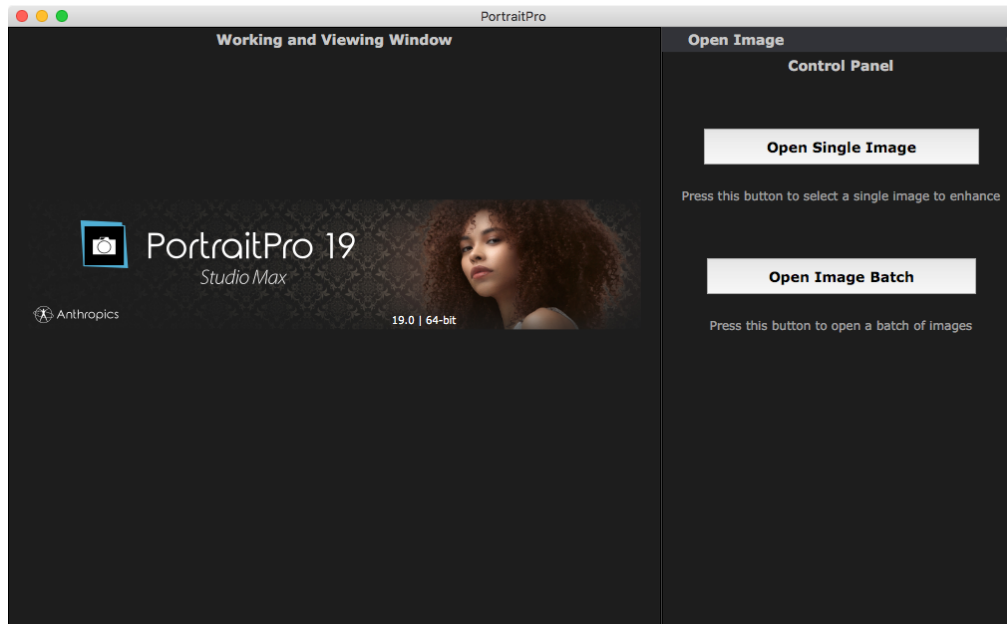 PortraitPro
Working and Viewing Window
PortraitPro 19
Studio Max
Anthropics
19.0 | 64-bit
Open Image
Control Panel
Open Single Image
Press this button to select a single image to enhance
Open Image Batch
Press this button to open a batch of images